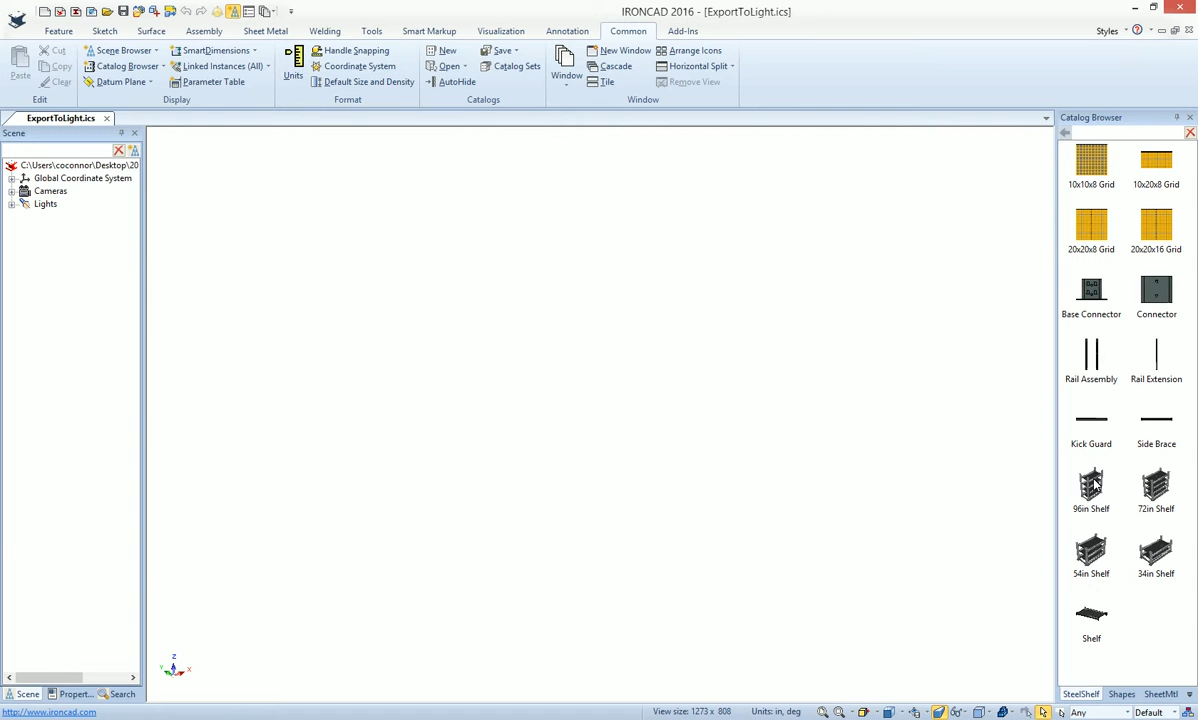 IRONCAD 2016 - [ExportToLight.ics]
Feature Sketch Surface Assembly Sheet Metal Welding Tools Smart Markup Visualization Annotation Common Add-Ins Styles
Paste
Cut
Copy
Clear
Edit
Scene Browser
Catalog Browser
Datum Plane
SmartDimensions
Linked Instances (All)
Parameter Table
Display
Units
Handle Snapping
Coordinate System
Default Size and Density
Format
New
Open
AutoHide
Save
Catalog Sets
Catalogs
Window
New Window
Cascade
Tile
Arrange Icons
Horizontal Split
Remove View
Window
ExportToLight.ics
Scene
C:\Users\coconnor\Desktop\20
Global Coordinate System
Cameras
Lights
Catalog Browser
10x10x8 Grid 10x20x8 Grid
20x20x8 Grid 20x20x16 Grid
Base Connector Connector
Rail Assembly Rail Extension
Kick Guard Side Brace
96in Shelf 72in Shelf
54in Shelf 34in Shelf
Shelf
Z
Y X
Scene Propert... Search
SteelShelf Shapes SheetMtl
http://www.ironcad.com
View size: 1273 x 808 Units: in, deg Any Default